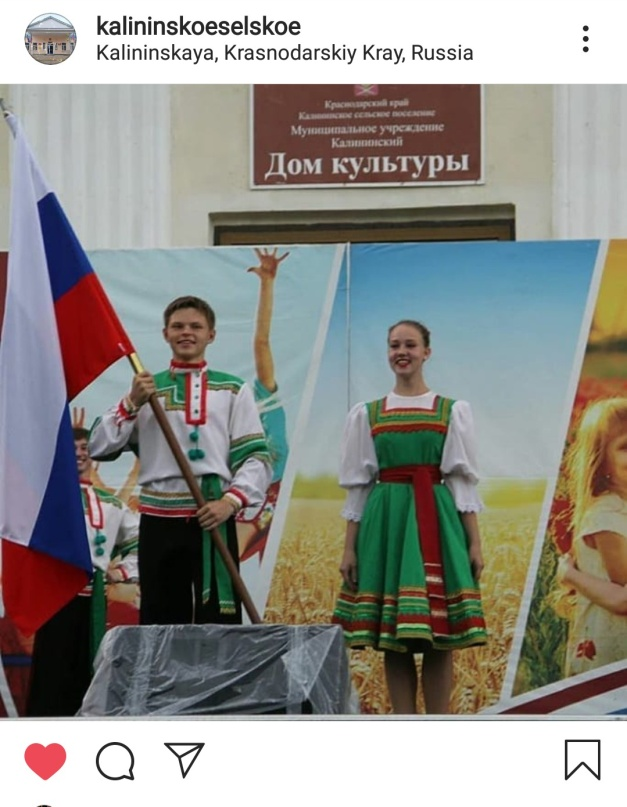 kalininskoeselskoe
Kalininskaya, Krasnodarskiy Kray, Russia
Краснодарский край
Калининское сельское поселение
Муниципальное учреждение
Калининский
Дом культуры